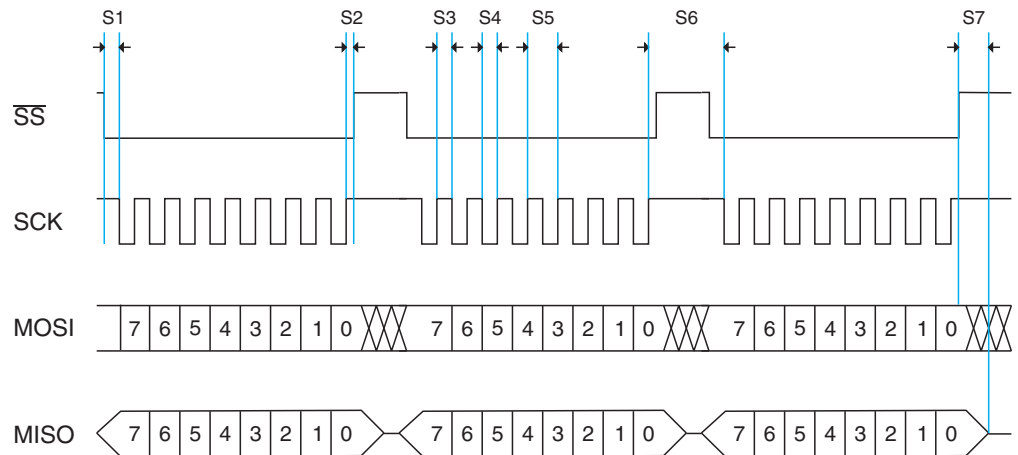 S1 S2 S3 S4 S5 S6 S7
SS
SCK
MOSI 7 6 5 4 3 2 1 0 7 6 5 4 3 2 1 0 7 6 5 4 3 2 1 0
MISO 7 6 5 4 3 2 1 0 7 6 5 4 3 2 1 0 7 6 5 4 3 2 1 0